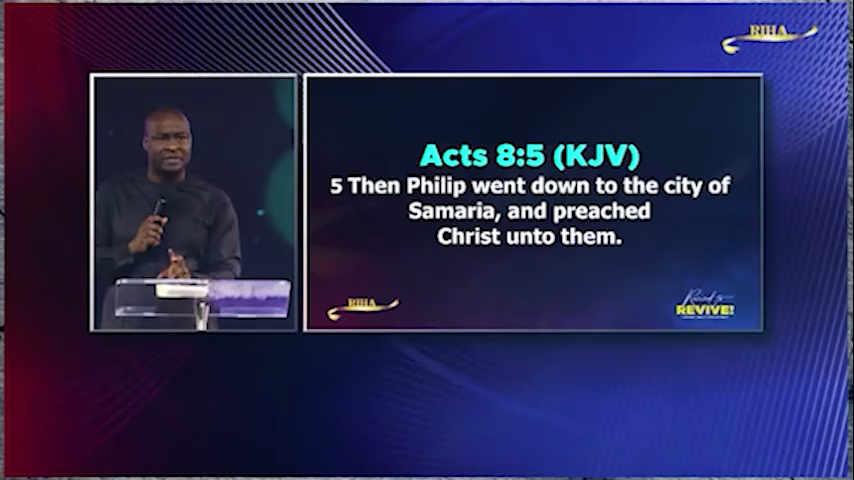 RIHA
Acts 8:5 (KJV)
5 Then Philip went down to the city of
Samaria, and preached
Christ unto them.
RIHA
REVIVE!